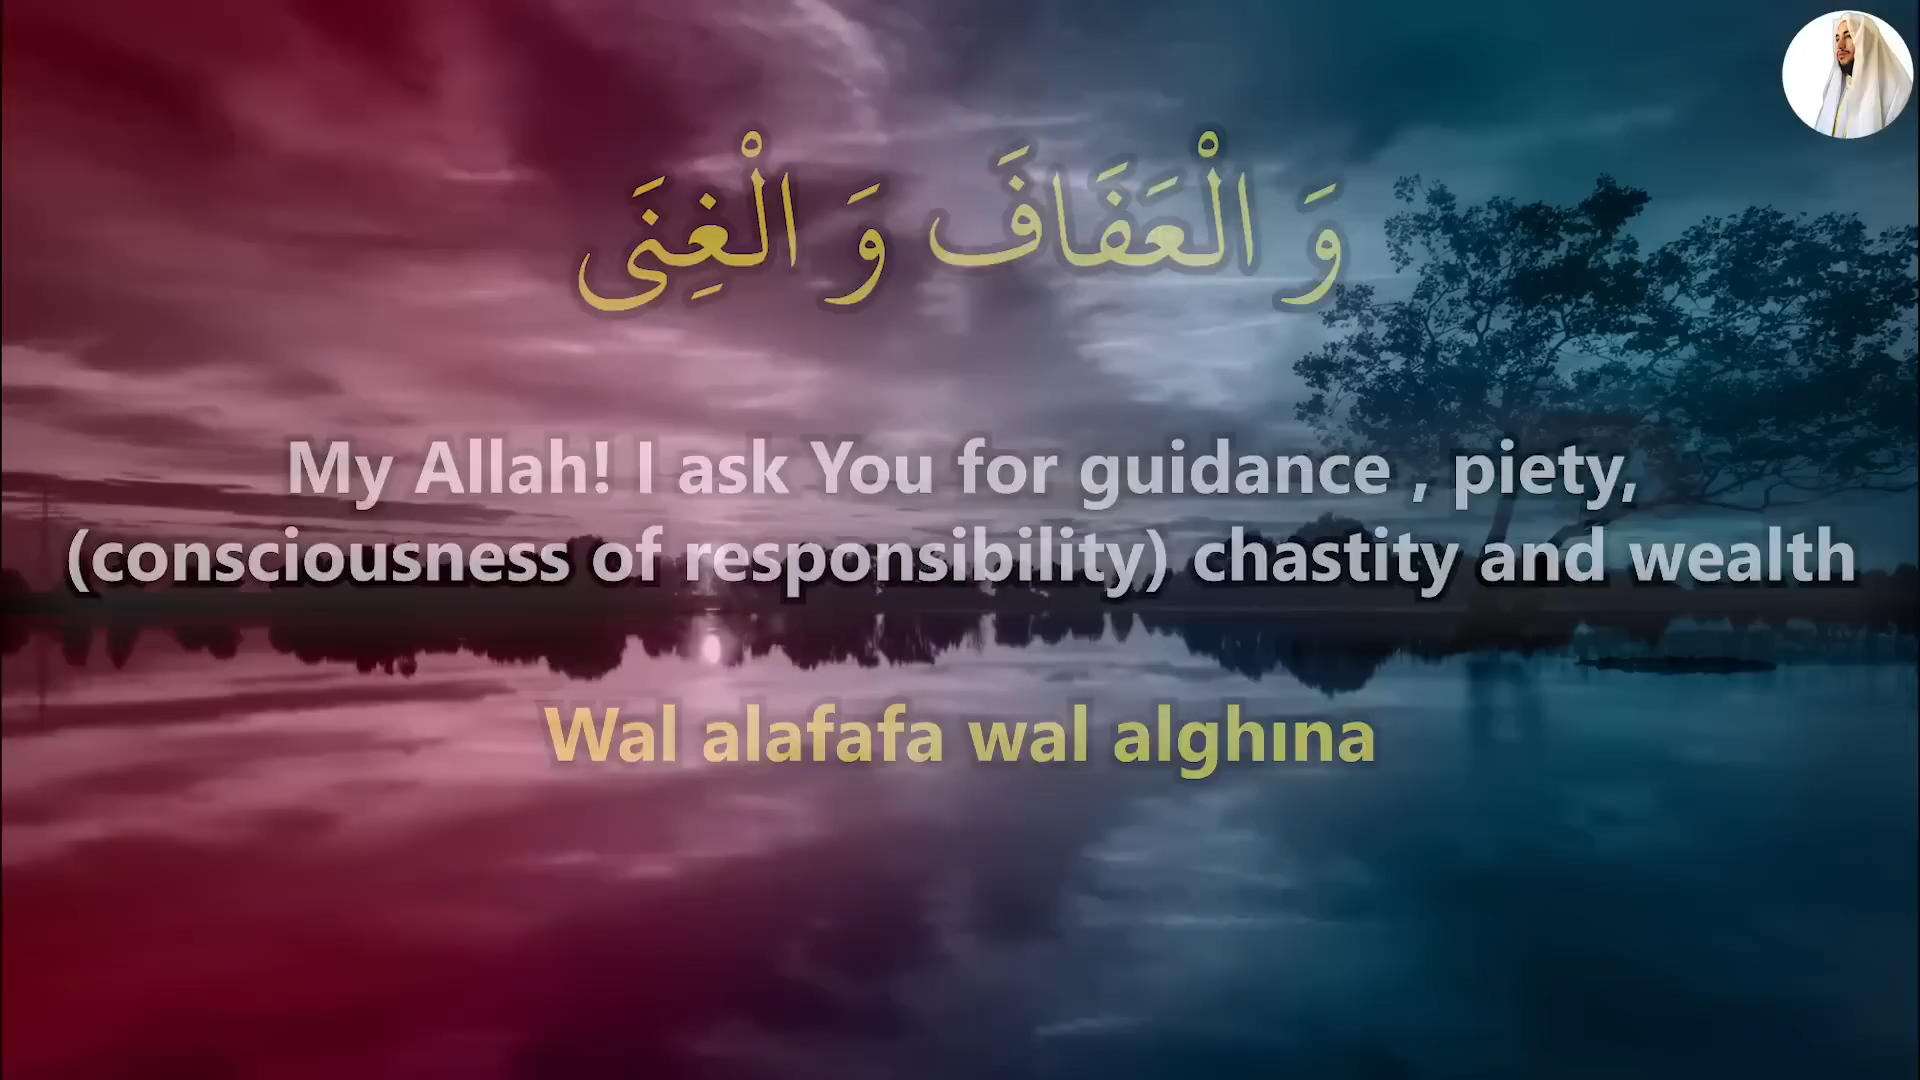 وَ الْعَفَافَ وَ الْغِنَى
My Allah! I ask You for guidance , piety,
(consciousness of responsibility) chastity and wealth
Wal alafafa wal alghına